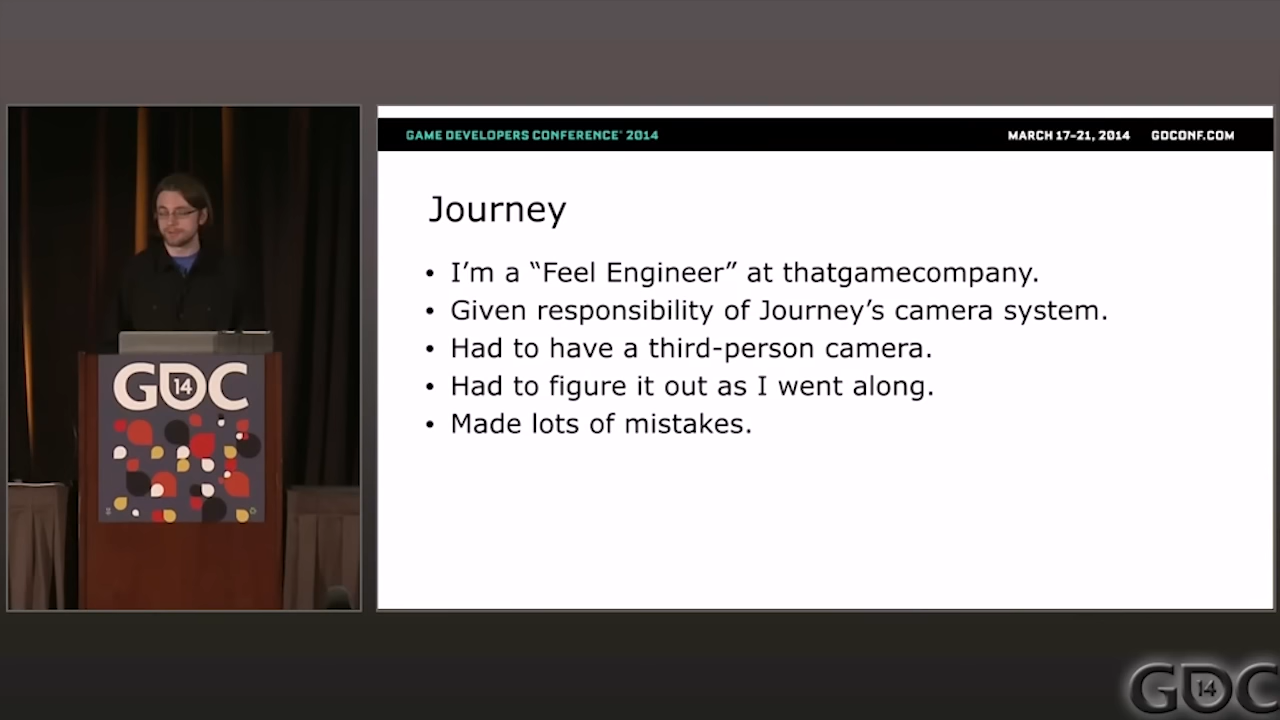 GAME DEVELOPERS CONFERENCE® 2014
MARCH 17–21, 2014 GDCONF.COM
Journey
• I’m a “Feel Engineer” at thatgamecompany.
• Given responsibility of Journey’s camera system.
• Had to have a third-person camera.
• Had to figure it out as I went along.
• Made lots of mistakes.
GDC
14
GDC
14